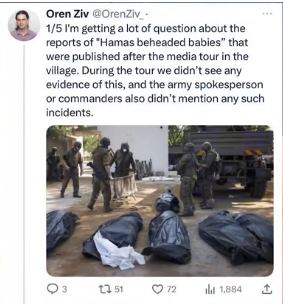 Oren Ziv @OrenZiv_ ·
1/5 I'm getting a lot of question about the
reports of "Hamas beheaded babies" that
were published after the media tour in the
village. During the tour we didn't see any
evidence of this, and the army spokesperson
or commanders also didn't mention any such
incidents.
3 51 72 1,884